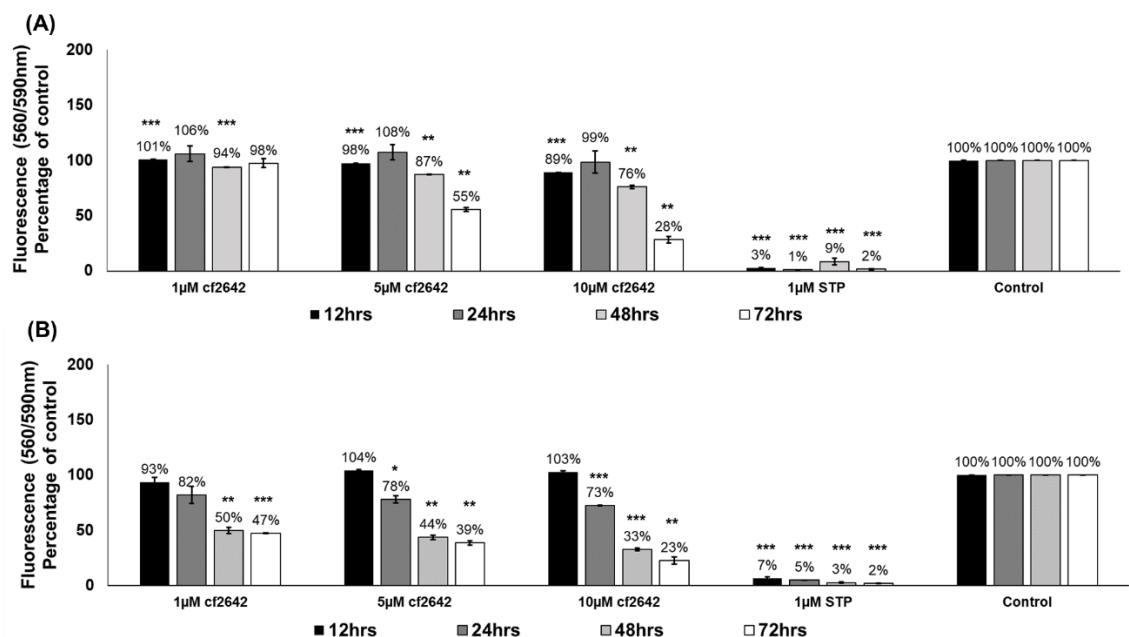 (A)
Fluorescence (560/590nm)
Percentage of control
200
150
100
50
0
*** *** *** ** *** **
101% 106% 94% 98% 98% 108% 87% 89% 99% 76% 100% 100% 100% 100%
** **
55% 28%
*** *** *** ***
3% 1% 9% 2%
1µM cf2642 5µM cf2642 10µM cf2642 1µM STP Control
12hrs 24hrs 48hrs 72hrs
(B)
Fluorescence (560/590nm)
Percentage of control
200
150
100
50
0
93% 82% 104% 103% 100% 100% 100% 100%
* ***
78% 73%
** *** ** ** *** **
50% 47% 44% 39% 33% 23%
*** *** *** ***
7% 5% 3% 2%
1µM cf2642 5µM cf2642 10µM cf2642 1µM STP Control
12hrs 24hrs 48hrs 72hrs